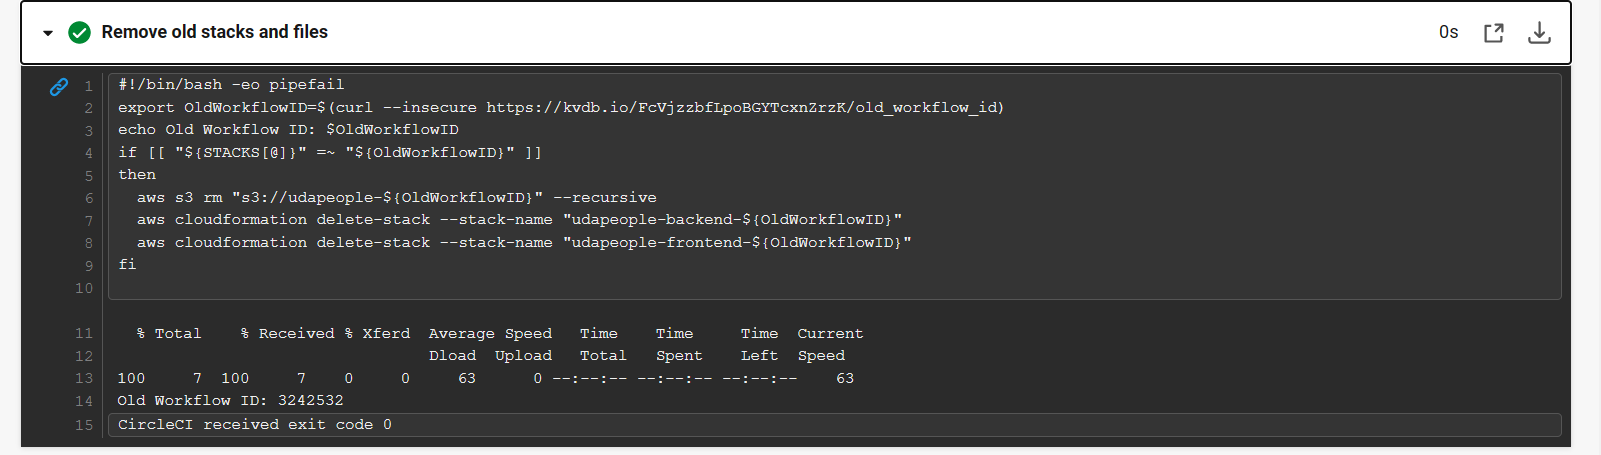 Remove old stacks and files 0s
1 #!/bin/bash -eo pipefail
2 export OldWorkflowID=$(curl --insecure https://kvdb.io/FcVjzzbfLpoBGYTcxnZrzK/old_workflow_id)
3 echo Old Workflow ID: $OldWorkflowID
4 if [[ "${STACKS[@]}" =~ "${OldWorkflowID}" ]]
5 then
6   aws s3 rm "s3://udapeople-${OldWorkflowID}" --recursive
7   aws cloudformation delete-stack --stack-name "udapeople-backend-${OldWorkflowID}"
8   aws cloudformation delete-stack --stack-name "udapeople-frontend-${OldWorkflowID}"
9 fi
10
11   % Total    % Received % Xferd  Average Speed   Time    Time     Time  Current
12                                  Dload  Upload   Total   Spent    Left  Speed
13 100     7  100     7    0     0     63      0 --:--:-- --:--:-- --:--:--    63
14 Old Workflow ID: 3242532
15 CircleCI received exit code 0